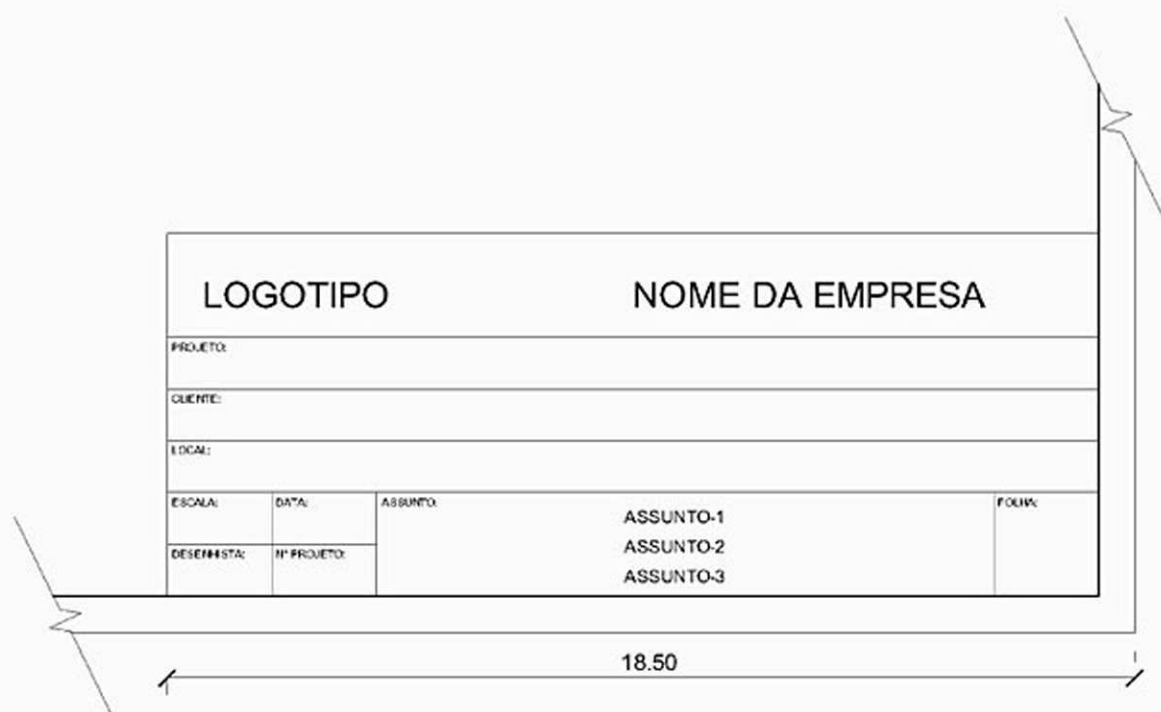 LOGOTIPO NOME DA EMPRESA
PROJETO:
CLIENTE:
LOCAL:
ESCALA: DATA: ASSUNTO: FOLHA:
ASSUNTO-1
ASSUNTO-2
DESENHISTA: Nº PROJETO:
ASSUNTO-3
18.50